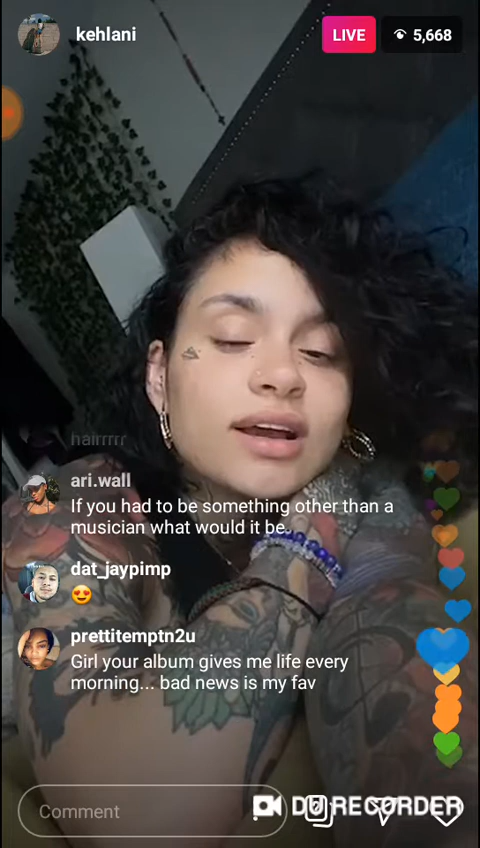 kehlani
LIVE
5,668
hairrrrr
ari.wall
If you had to be something other than a
musician what would it be..
dat_jaypimp
prettitemptn2u
Girl your album gives me life every
morning... bad news is my fav
Comment
DU RECORDER